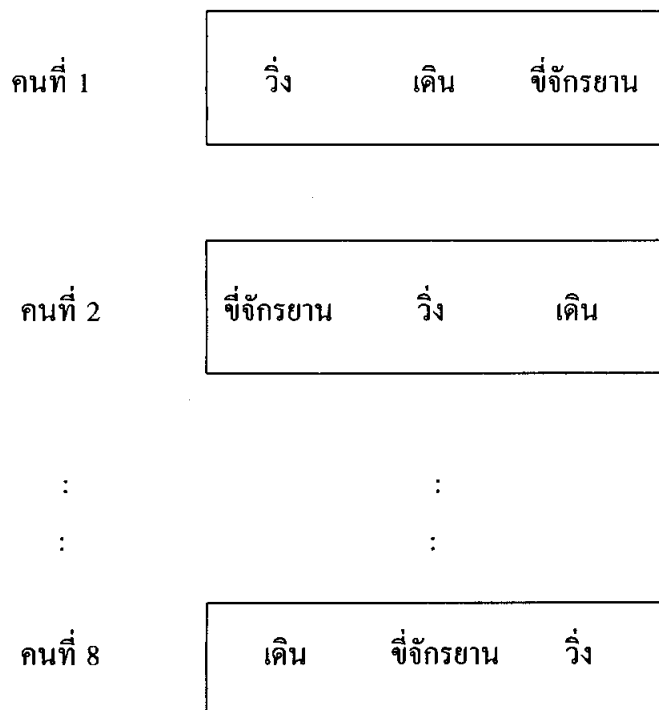 คนที่ 1 วิ่ง เดิน ขี่จักรยาน
คนที่ 2 ขี่จักรยาน วิ่ง เดิน
: :
: :
คนที่ 8 เดิน ขี่จักรยาน วิ่ง